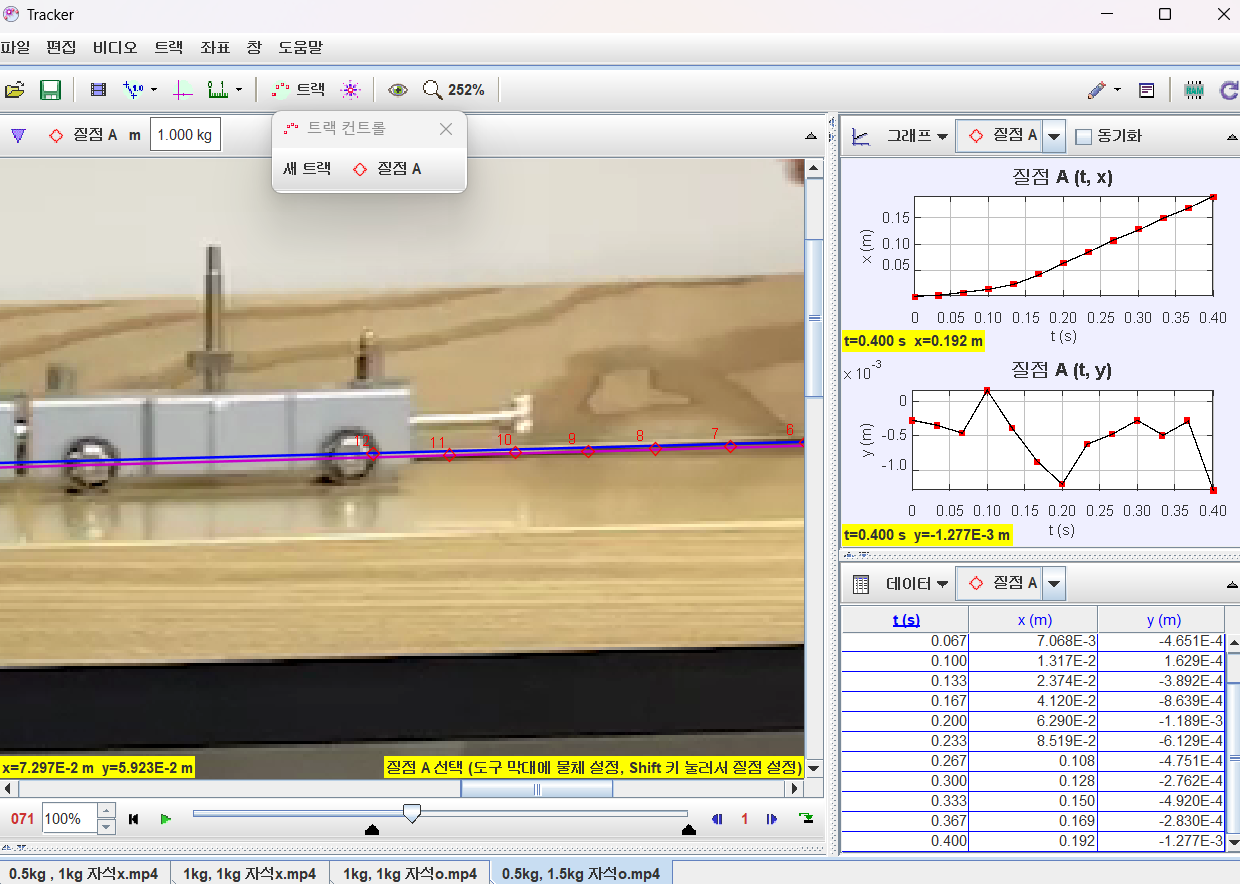 Tracker
파일 편집 비디오 트랙 좌표 창 도움말
1.0 트랙 252%
질점 A m 1.000 kg
트랙 컨트롤
새 트랙 질점 A
그래프 질점 A 동기화
질점 A (t, x)
x (m)
0.15
0.10
0.05
0 0.05 0.10 0.15 0.20 0.25 0.30 0.35 0.40
t (s)
t=0.400 s x=0.192 m
질점 A (t, y)
× 10-3
y (m)
0
-0.5
-1.0
0 0.05 0.10 0.15 0.20 0.25 0.30 0.35 0.40
t (s)
t=0.400 s y=-1.277E-3 m
12 11 10 9 8 7 6
데이터 질점 A
t (s) x (m) y (m)
0.067 7.068E-3 -4.651E-4
0.100 1.317E-2 1.629E-4
0.133 2.374E-2 -3.892E-4
0.167 4.120E-2 -8.639E-4
0.200 6.290E-2 -1.189E-3
0.233 8.519E-2 -6.129E-4
0.267 0.108 -4.751E-4
0.300 0.128 -2.762E-4
0.333 0.150 -4.920E-4
0.367 0.169 -2.830E-4
0.400 0.192 -1.277E-3
x=7.297E-2 m y=5.923E-2 m
질점 A 선택 (도구 막대에 물체 설정, Shift 키 눌러서 질점 설정)
071 100% 1
0.5kg , 1kg 자석x.mp4 1kg, 1kg 자석x.mp4 1kg, 1kg 자석o.mp4 0.5kg, 1.5kg 자석o.mp4